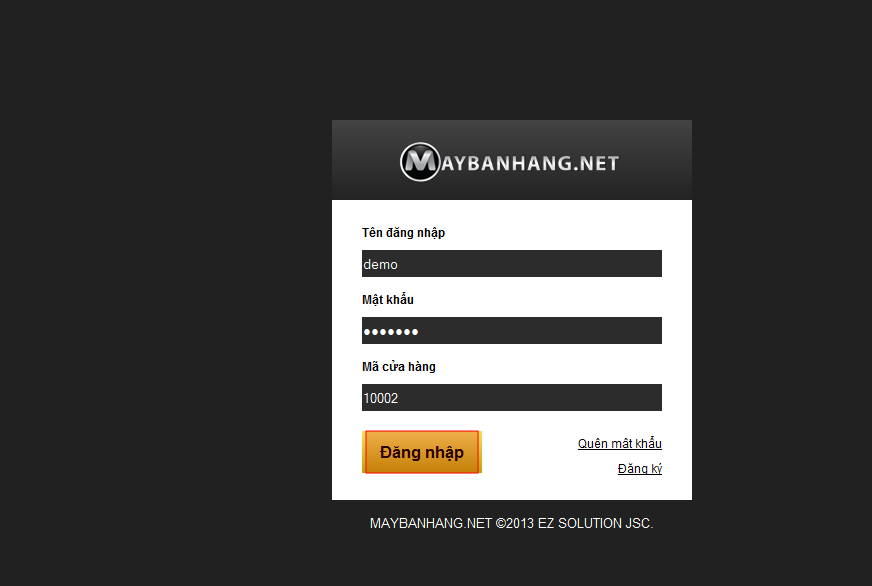 MAYBANHANG.NET
Tên đăng nhập
demo
Mật khẩu
•••••••
Mã cửa hàng
10002
Đăng nhập
Quên mât khẩu
Đăng ký
MAYBANHANG.NET ©2013 EZ SOLUTION JSC.